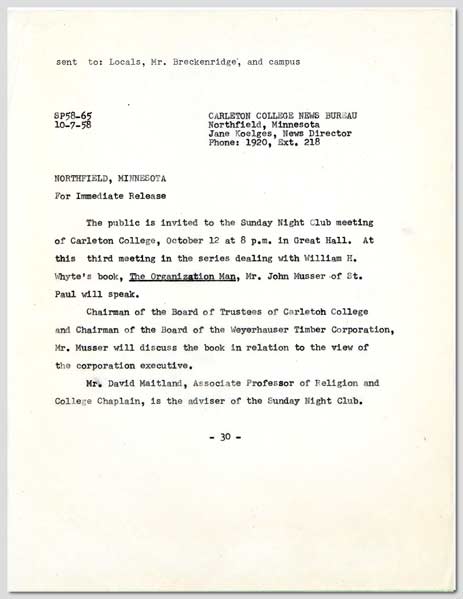 sent to: Locals, Mr. Breckenridge, and campus
SP58-65
10-7-58
CARLETON COLLEGE NEWS BUREAU
Northfield, Minnesota
Jane Koelges, News Director
Phone: 1920, Ext. 218
NORTHFIELD, MINNESOTA
For Immediate Release
The public is invited to the Sunday Night Club meeting
of Carleton College, October 12 at 8 p.m. in Great Hall. At
this third meeting in the series dealing with William H.
Whyte's book, The Organization Man, Mr. John Musser of St.
Paul will speak.
Chairman of the Board of Trustees of Carletoh College
and Chairman of the Board of the Weyerhauser Timber Corporation,
Mr. Musser will discuss the book in relation to the view of
the corporation executive.
Mr. David Maitland, Associate Professor of Religion and
College Chaplain, is the adviser of the Sunday Night Club.
- 30 -